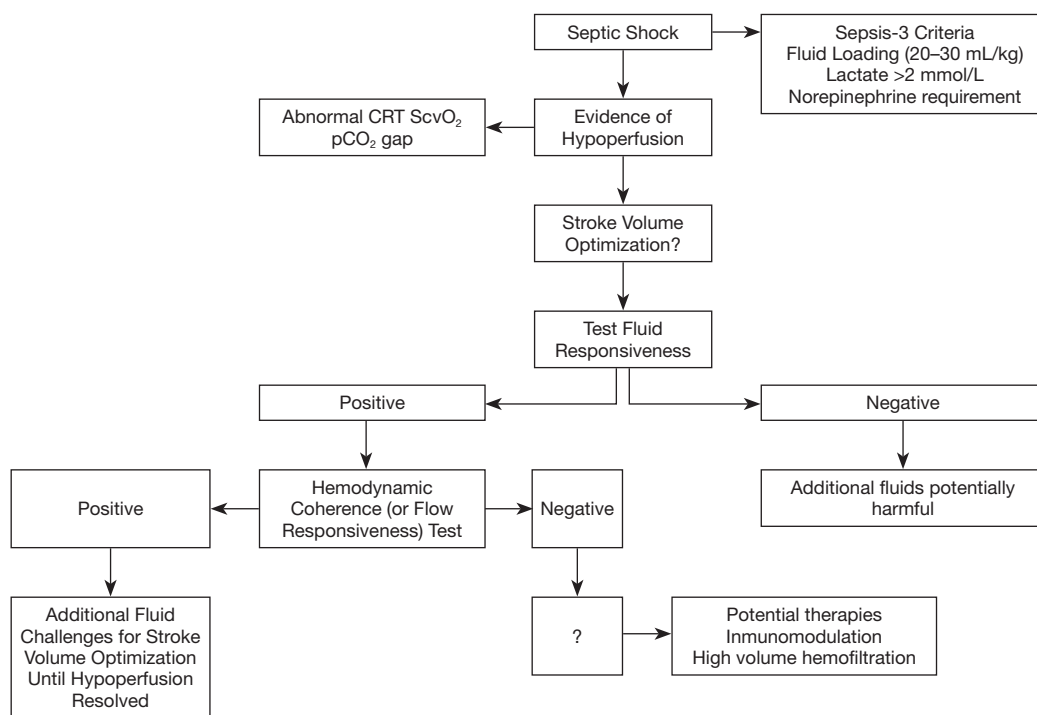 Septic Shock
Sepsis-3 Criteria
Fluid Loading (20–30 mL/kg)
Lactate >2 mmol/L
Norepinephrine requirement
Abnormal CRT ScvO₂
pCO₂ gap
Evidence of
Hypoperfusion
Stroke Volume
Optimization?
Test Fluid
Responsiveness
Positive
Negative
Positive
Hemodynamic
Coherence (or Flow
Responsiveness) Test
Negative
Additional fluids potentially
harmful
Additional Fluid
Challenges for Stroke
Volume Optimization
Until Hypoperfusion
Resolved
?
Potential therapies
Inmunomodulation
High volume hemofiltration